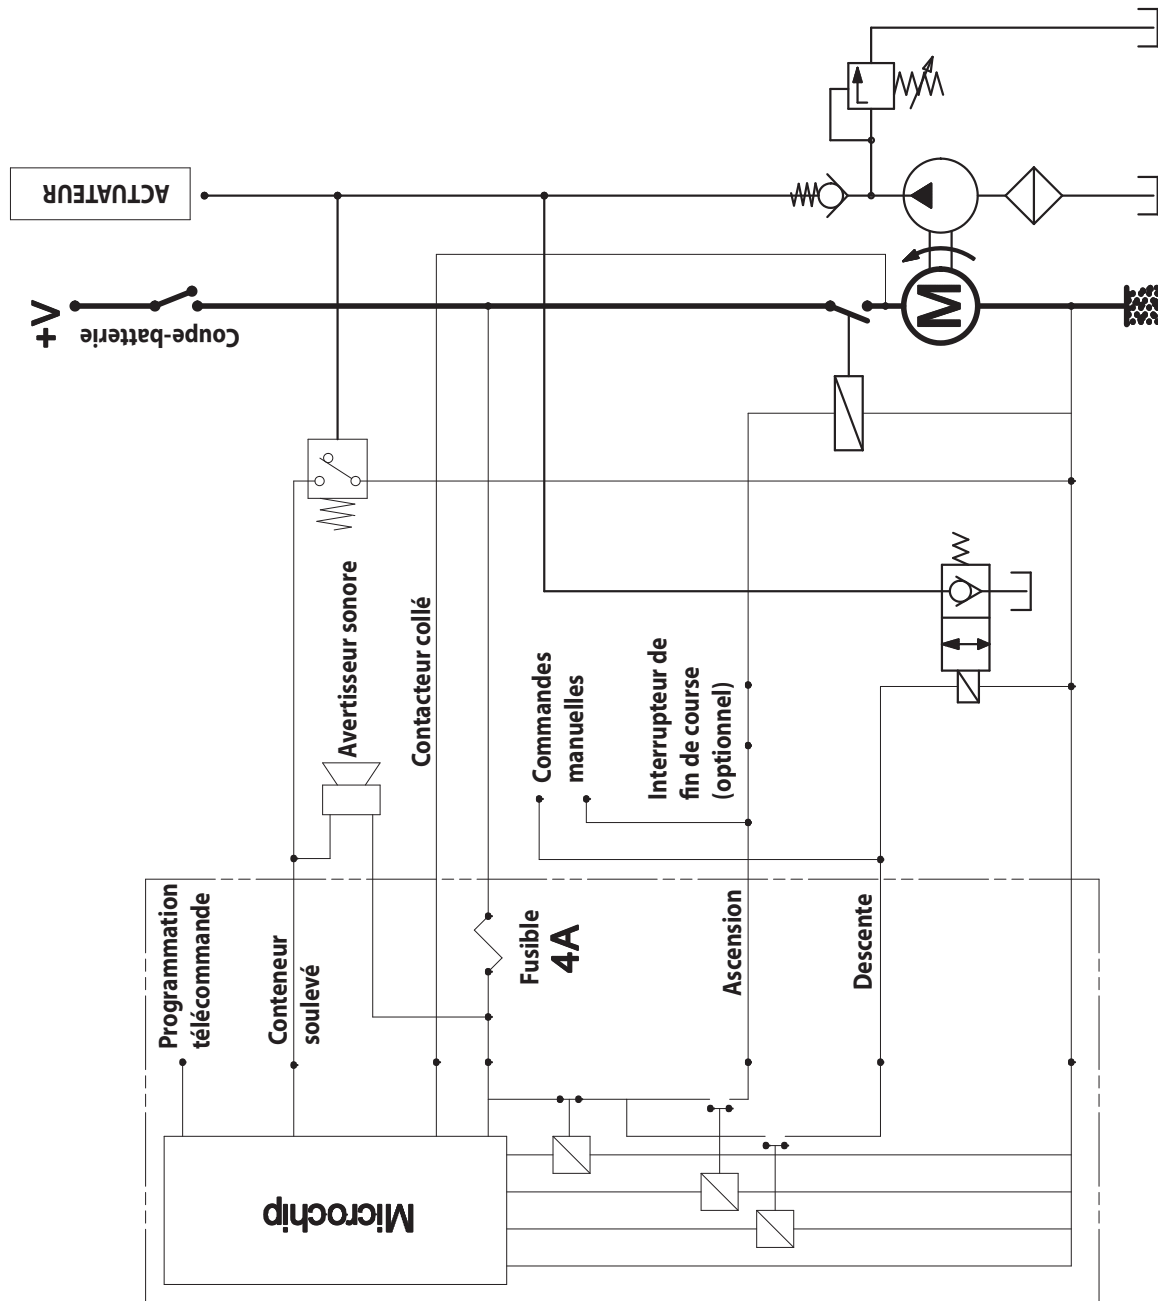 ACTUATEUR
+ V
Coupe-batterie
M
Avertisseur sonore
Contacteur collé
Commandes
manuelles
Interrupteur de
fin de course
(optionnel)
Programmation
télécommande
Conteneur
soulevé
Fusible
4A
Ascension
Descente
Microchip